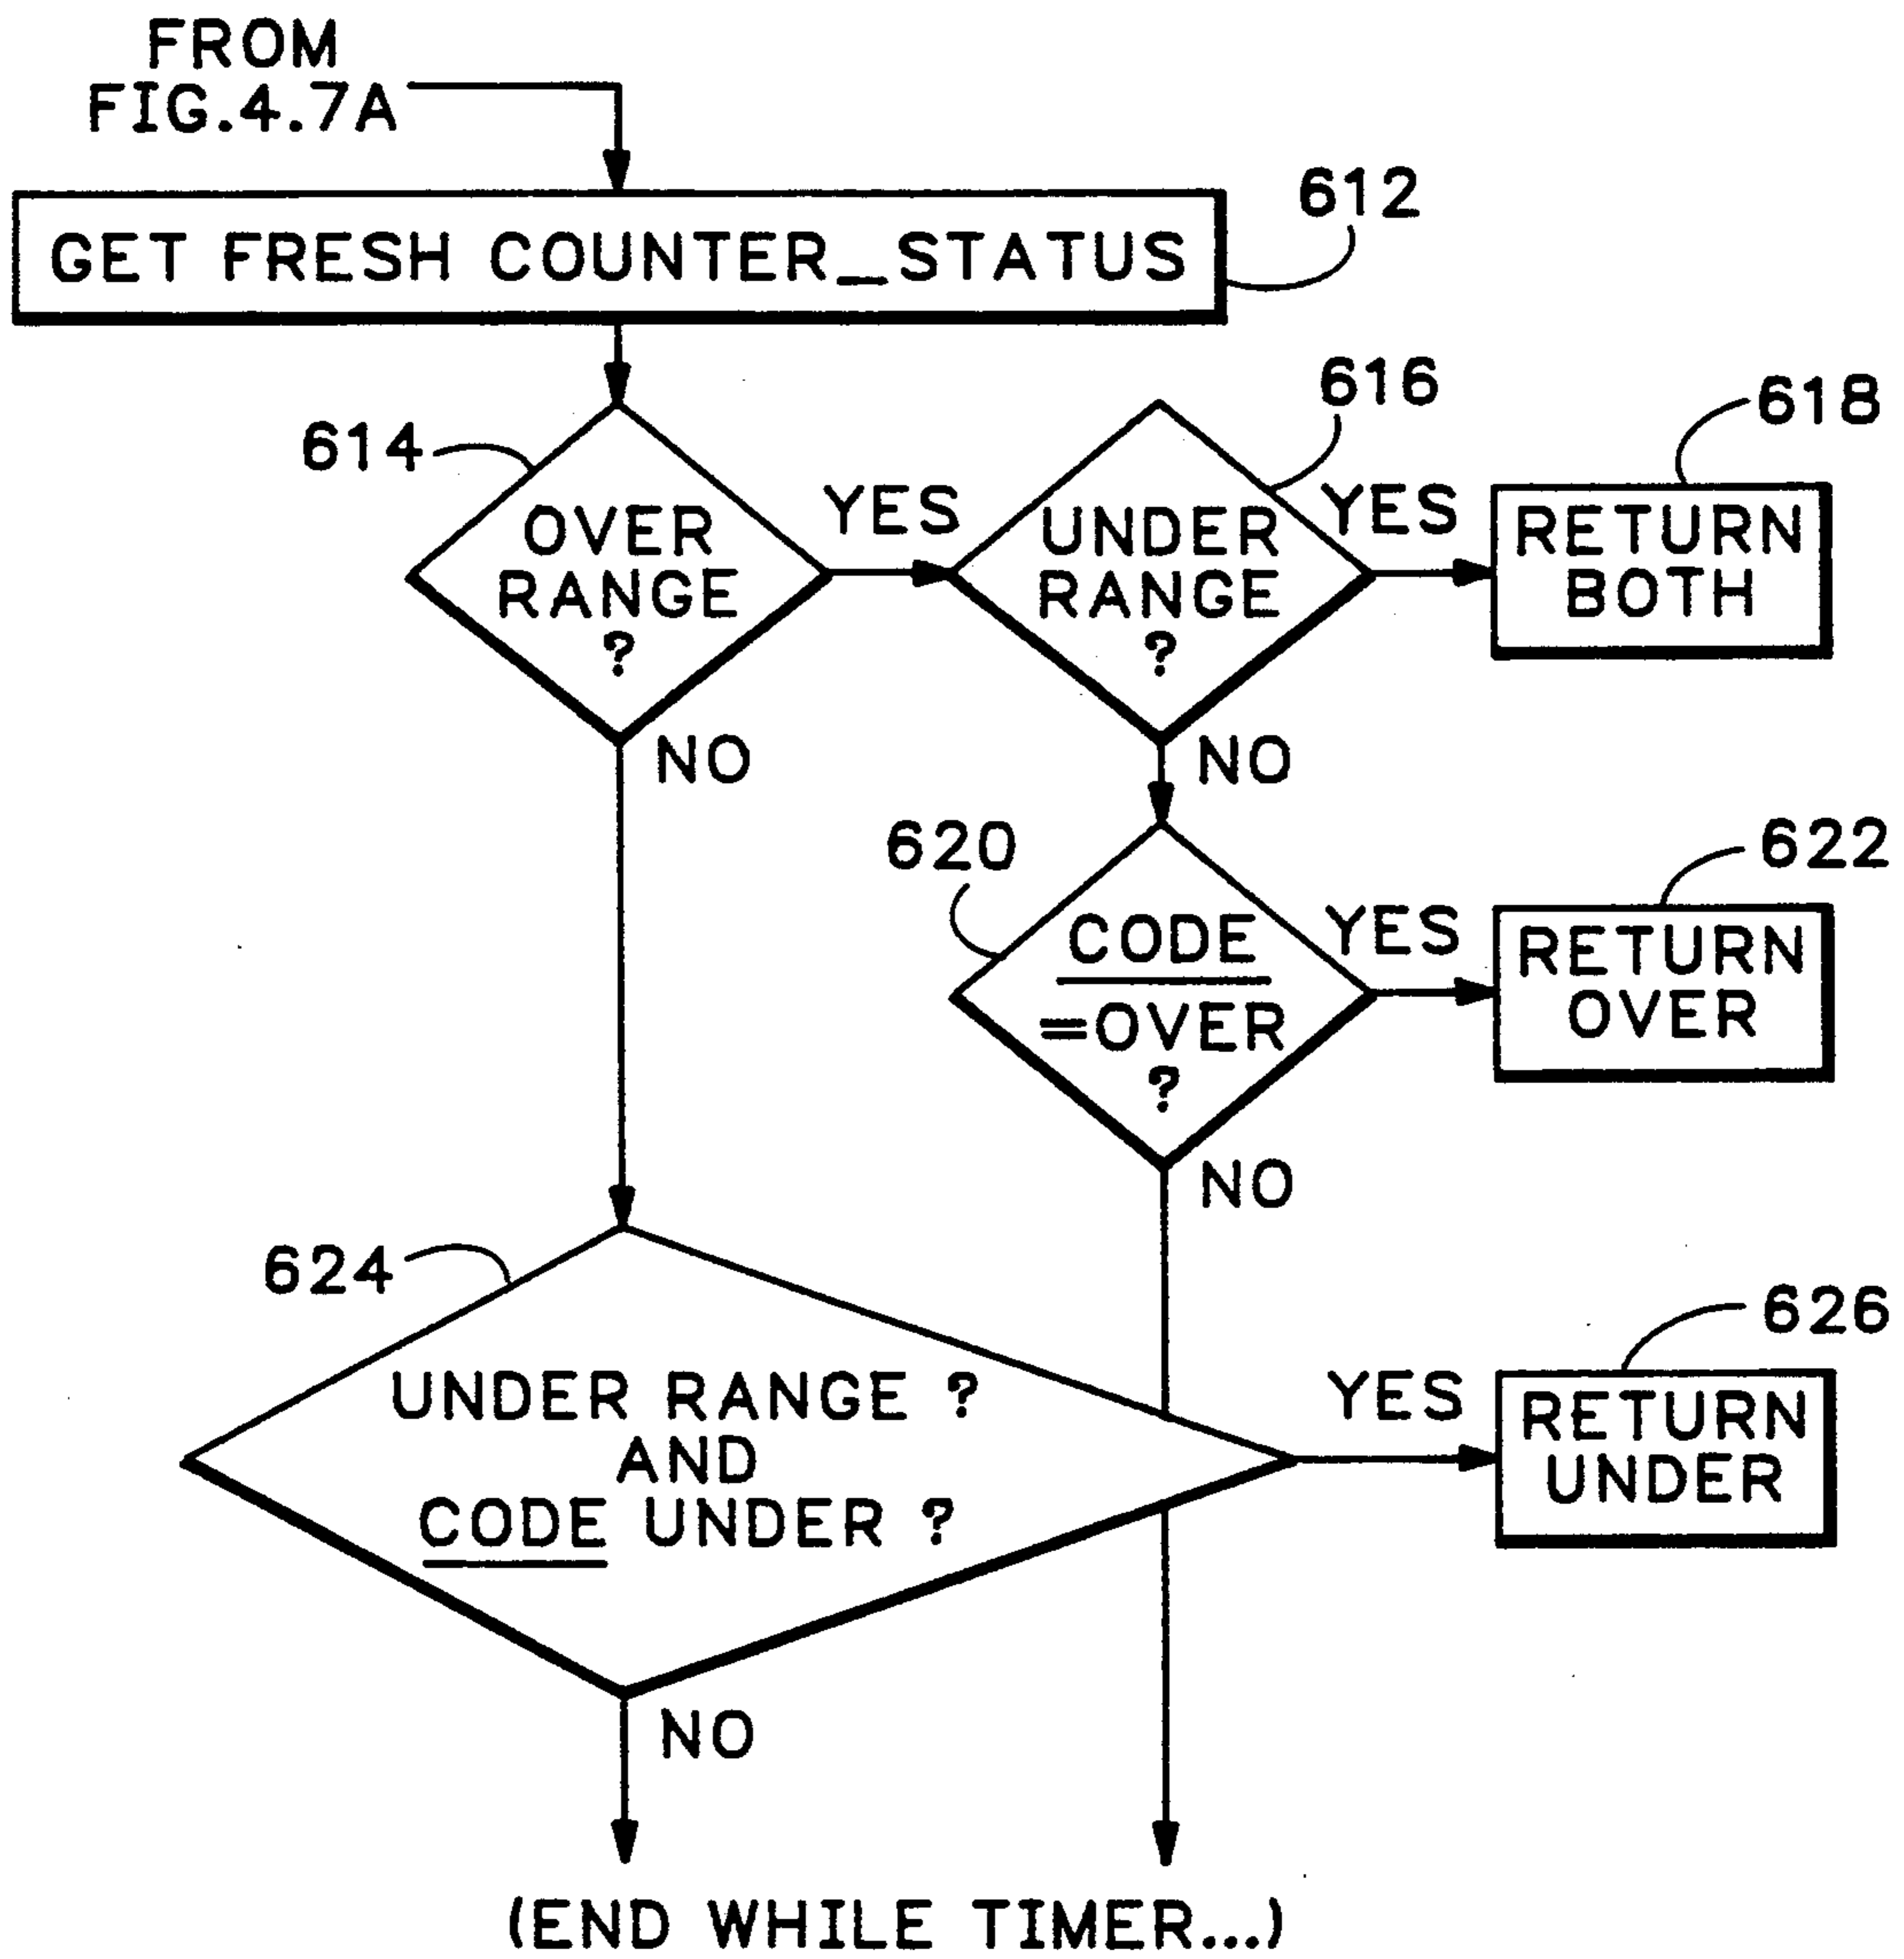 FROM
FIG.4.7A
612
GET FRESH COUNTER_STATUS
616
618
614
YES
YES
OVER
RANGE
?
UNDER
RANGE
?
RETURN
BOTH
NO
NO
620
622
CODE
=OVER
?
YES
RETURN
OVER
NO
624
626
UNDER RANGE ?
AND
CODE UNDER ?
YES
RETURN
UNDER
NO
(END WHILE TIMER...)